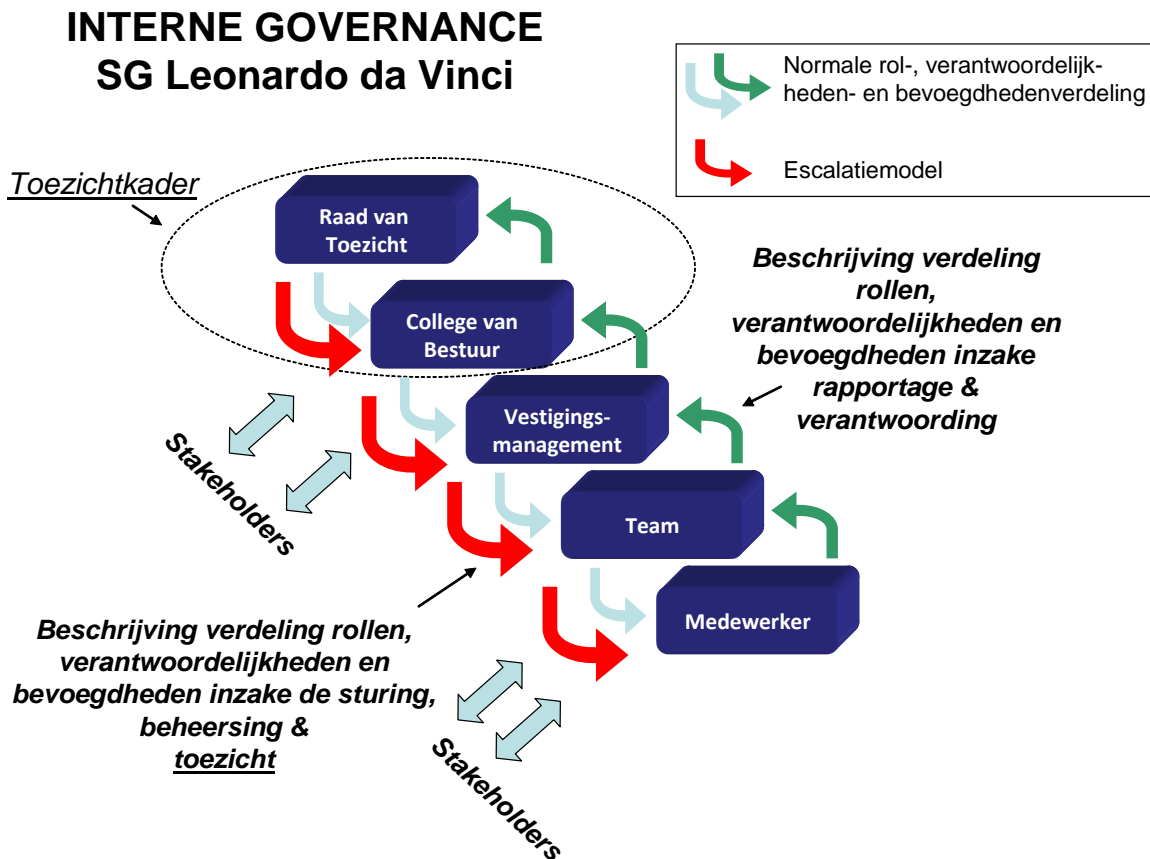 INTERNE GOVERNANCE
SG Leonardo da Vinci
Normale rol-, verantwoordelijk-
heden- en bevoegdhedenverdeling
Escalatiemodel
Toezichtkader
Raad van
Toezicht
College van
Bestuur
Vestigings-
management
Team
Medewerker
Beschrijving verdeling
rollen,
verantwoordelijkheden en
bevoegdheden inzake
rapportage &
verantwoording
Stakeholders
Beschrijving verdeling rollen,
verantwoordelijkheden en
bevoegdheden inzake de sturing,
beheersing &
toezicht
Stakeholders